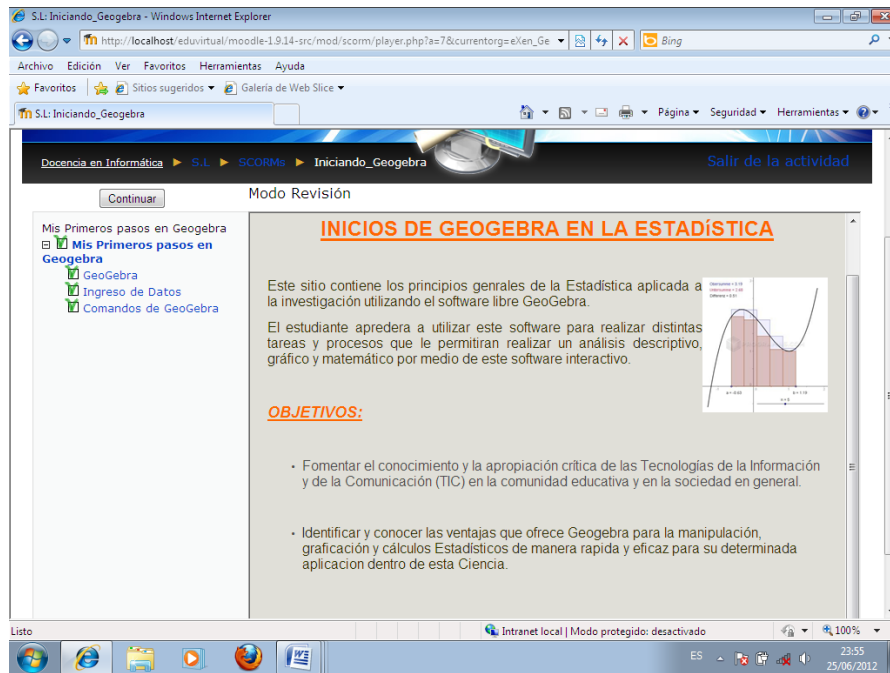 S.L: Iniciando_Geogebra - Windows Internet Explorer
http://localhost/eduvirtual/moodle-1.9.14-src/mod/scorm/player.php?a=7&currentorg=eXen_Ge
Bing
Archivo Edición Ver Favoritos Herramientas Ayuda
Favoritos Sitios sugeridos Galería de Web Slice
S.L: Iniciando_Geogebra
Página Seguridad Herramientas
Docencia en Informática ► S.L ► SCORMs ► Iniciando_Geogebra
Salir de la actividad
Continuar
Modo Revisión
Mis Primeros pasos en Geogebra
Mis Primeros pasos en
Geogebra
GeoGebra
Ingreso de Datos
Comandos de GeoGebra
INICIOS DE GEOGEBRA EN LA ESTADíSTICA
Este sitio contiene los principios genrales de la Estadística aplicada a
la investigación utilizando el software libre GeoGebra.
El estudiante apredera a utilizar este software para realizar distintas
tareas y procesos que le permitiran realizar un análisis descriptivo,
gráfico y matemático por medio de este software interactivo.
OBJETIVOS:
• Fomentar el conocimiento y la apropiación crítica de las Tecnologías de la Información
y de la Comunicación (TIC) en la comunidad educativa y en la sociedad en general.
• Identificar y conocer las ventajas que ofrece Geogebra para la manipulación,
graficación y cálculos Estadísticos de manera rapida y eficaz para su determinada
aplicacion dentro de esta Ciencia.
Listo
Intranet local | Modo protegido: desactivado
100%
ES
23:55
25/06/2012